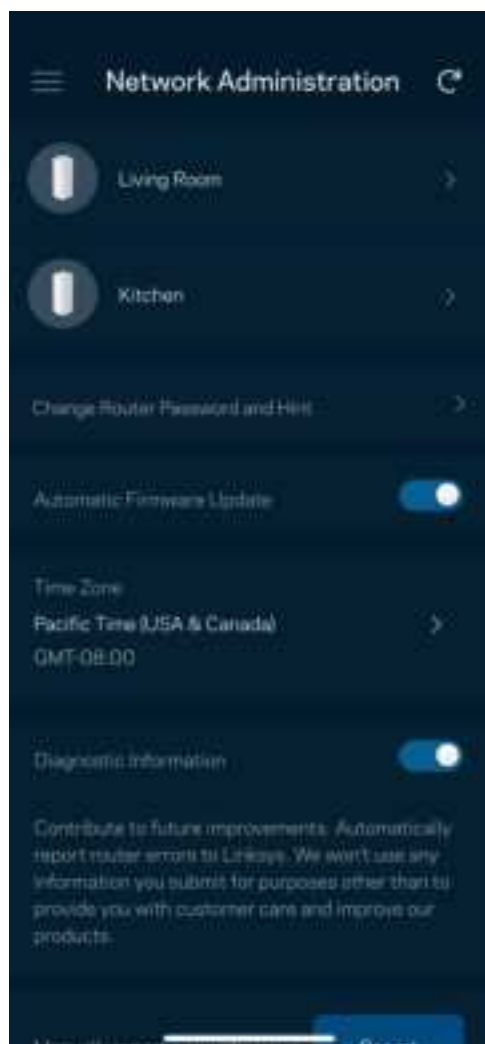 Network Administration
Living Room
Kitchen
Change Router Password and Hint
Automatic Firmware Update
Time Zone
Pacific Time (USA & Canada)
GMT-08:00
Diagnostic Information
Contribute to future improvements. Automatically
report router errors to Linksys. We won't use any
information you submit for purposes other than to
provide you with customer care and improve our
products.